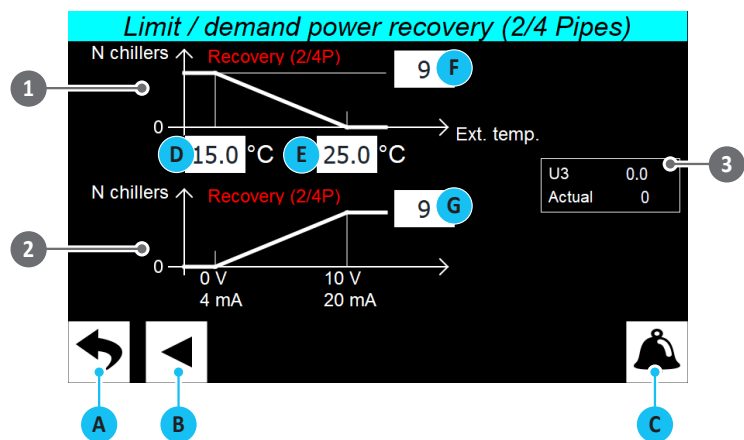 Limit / demand power recovery (2/4 Pipes)
N chillers
Recovery (2/4P)
9
F
1
0
Ext. temp.
D
15.0
°C
E
25.0
°C
3
U3 0.0
Actual 0
N chillers
Recovery (2/4P)
9
G
2
0
0 V
10 V
4 mA
20 mA
A
B
C